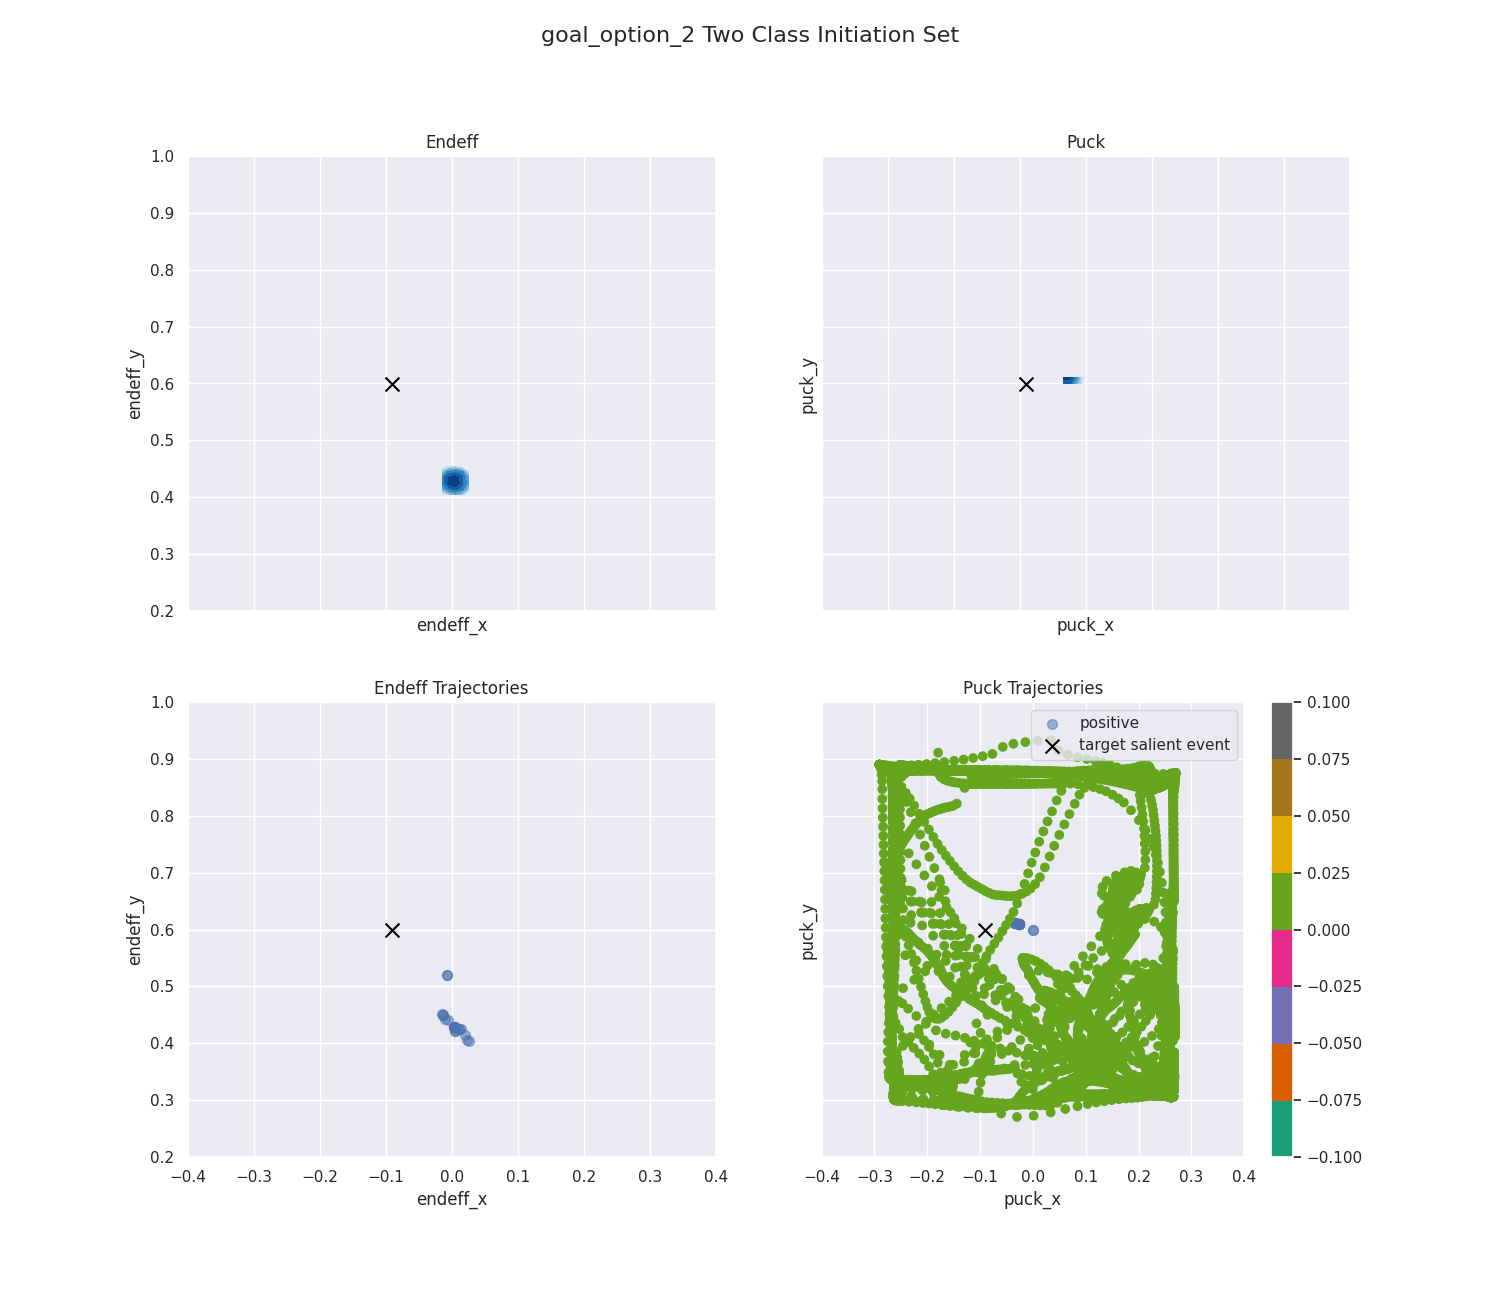 goal_option_2 Two Class Initiation Set
Endeff
1.0
0.9
0.8
0.7
0.6
0.5
0.4
0.3
0.2
endeff_y
endeff_x
Puck
puck_y
puck_x
Endeff Trajectories
1.0
0.9
0.8
0.7
0.6
0.5
0.4
0.3
0.2
endeff_y
−0.4 −0.3 −0.2 −0.1 0.0 0.1 0.2 0.3 0.4
endeff_x
Puck Trajectories
positive
target salient event
puck_y
−0.4 −0.3 −0.2 −0.1 0.0 0.1 0.2 0.3 0.4
puck_x
0.100
0.075
0.050
0.025
0.000
−0.025
−0.050
−0.075
−0.100